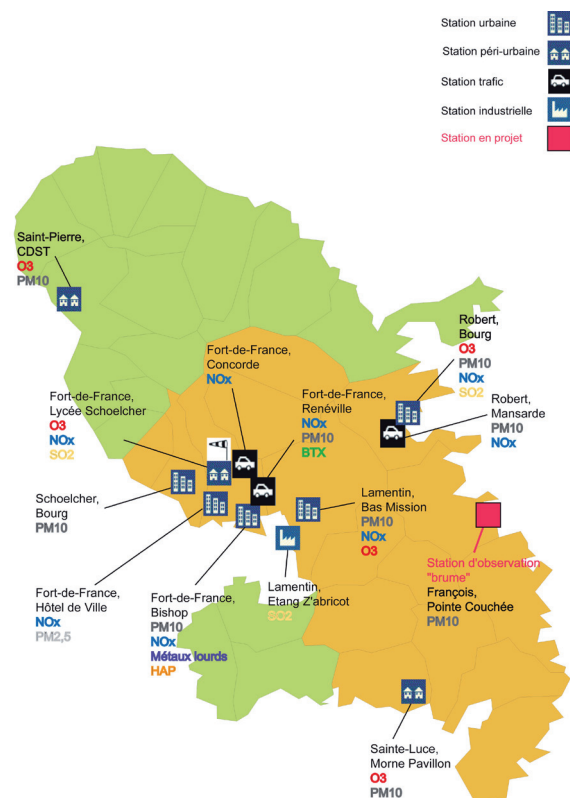 Station urbaine
Station péri-urbaine
Station trafic
Station industrielle
Station en projet
Saint-Pierre,
CDST
O3
PM10
Robert,
Bourg
O3
PM10
NOx
SO2
Fort-de-France,
Concorde
NOx
Fort-de-France,
Lycée Schoelcher
O3
NOx
SO2
Fort-de-France,
Renéville
NOx
PM10
BTX
Robert,
Mansarde
PM10
NOx
Schoelcher,
Bourg
PM10
Lamentin,
Bas Mission
PM10
NOx
O3
Station d'observation
"brume"
François,
Pointe Couchée
PM10
Fort-de-France,
Hôtel de Ville
NOx
PM2,5
Fort-de-France,
Bishop
PM10
NOx
Métaux lourds
HAP
Lamentin,
Etang Z'abricot
SO2
Sainte-Luce,
Morne Pavillon
O3
PM10